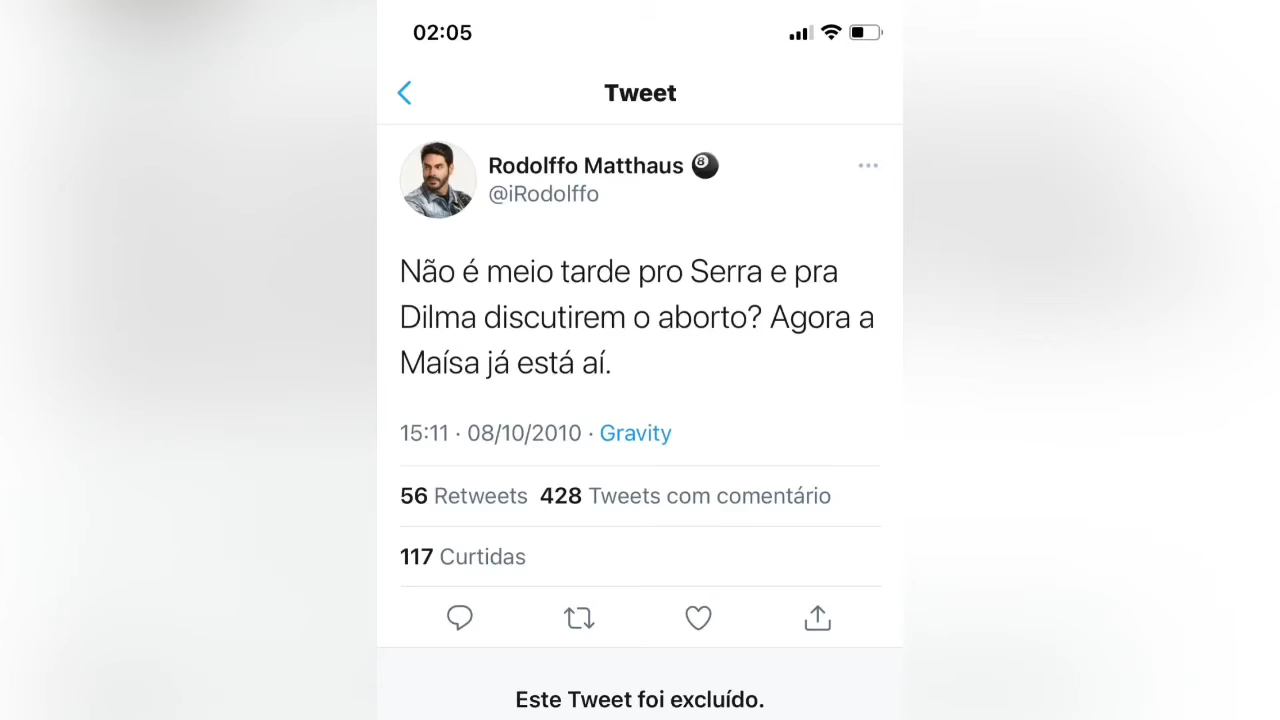 02:05
Tweet
Rodolffo Matthaus 🎱
@iRodolffo
Não é meio tarde pro Serra e pra
Dilma discutirem o aborto? Agora a
Maísa já está aí.
15:11 · 08/10/2010 · Gravity
56 Retweets 428 Tweets com comentário
117 Curtidas
Este Tweet foi excluído.